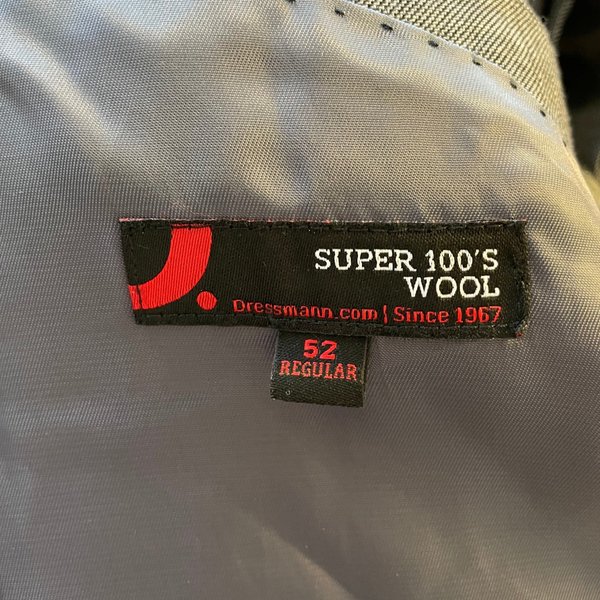 SUPER 100'S
WOOL
Dressmann.com | Since 1967
52
REGULAR